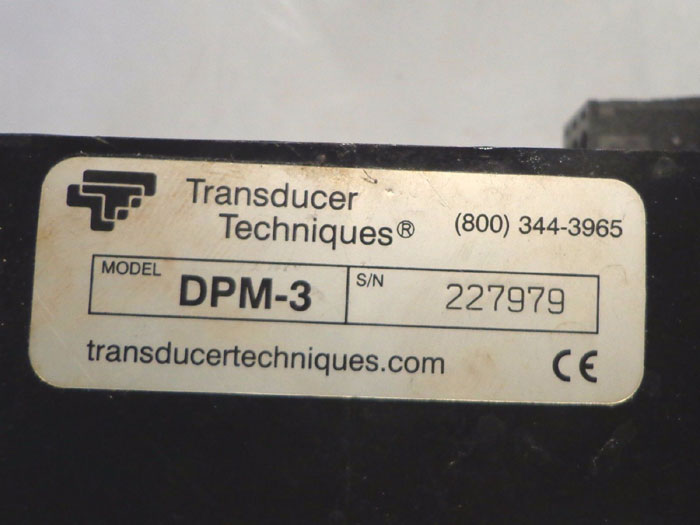 Transducer
Techniques® (800) 344-3965
MODEL DPM-3 S/N 227979
transducertechniques.com CE